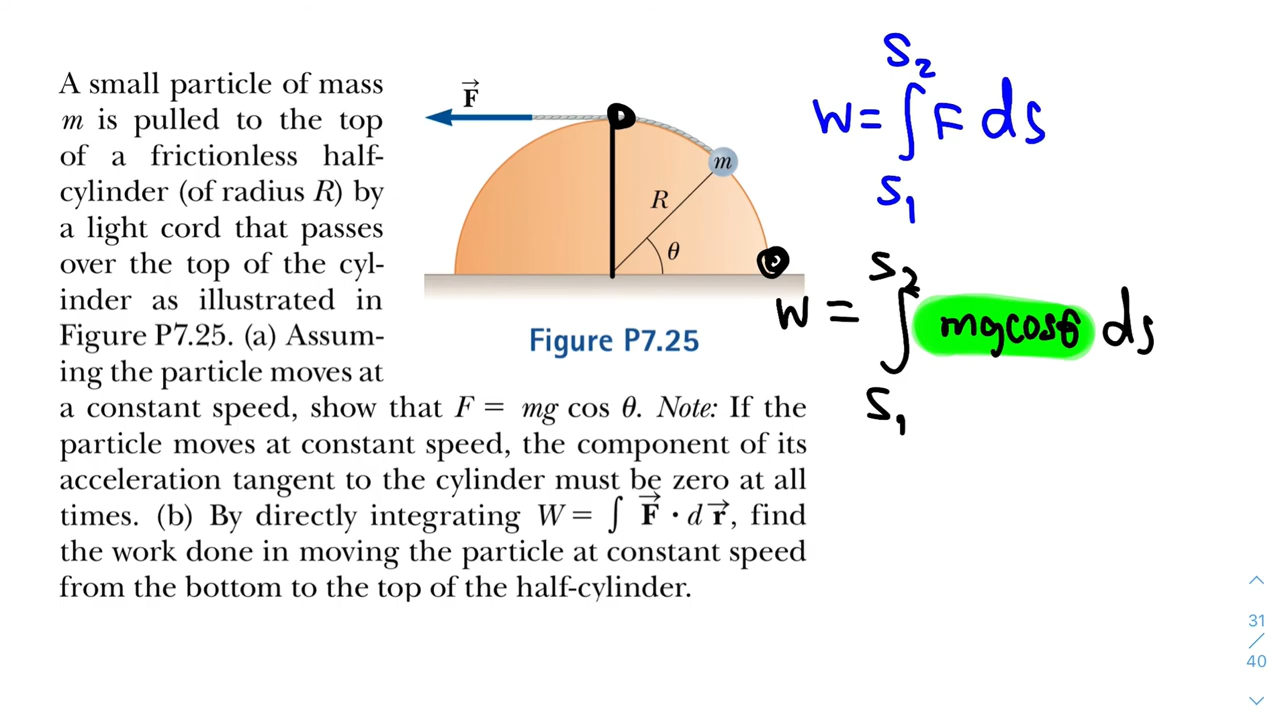 A small particle of mass
m is pulled to the top
of a frictionless half-
cylinder (of radius R) by
a light cord that passes
over the top of the cyl-
inder as illustrated in
Figure P7.25. (a) Assum-
ing the particle moves at
a constant speed, show that F = mg cos θ. Note: If the
particle moves at constant speed, the component of its
acceleration tangent to the cylinder must be zero at all
times. (b) By directly integrating W = ∫ F⃗ · d r⃗, find
the work done in moving the particle at constant speed
from the bottom to the top of the half-cylinder.
F⃗
m
R
θ
Figure P7.25
S₂
W = ∫ F ds
S₁
S₂
W = ∫ mgcosθ ds
S₁
31
/
40